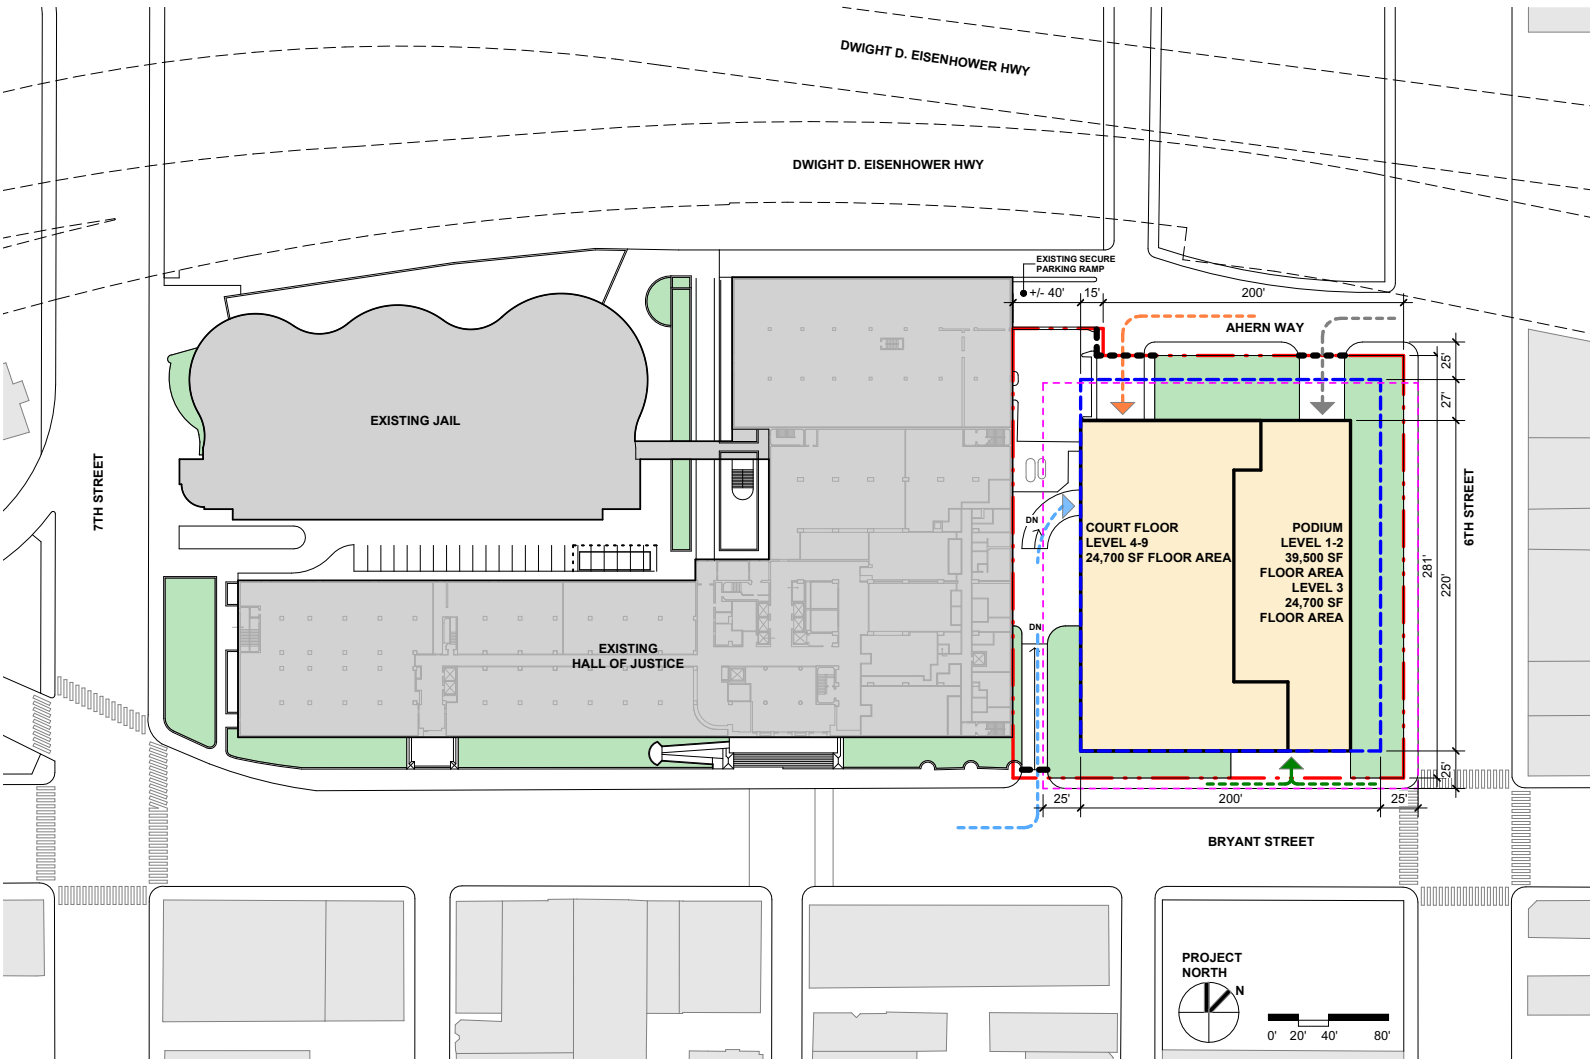 DWIGHT D. EISENHOWER HWY
DWIGHT D. EISENHOWER HWY
EXISTING SECURE
PARKING RAMP
+/- 40'
15'
200'
AHERN WAY
25'
27'
EXISTING JAIL
7TH STREET
6TH STREET
DN
COURT FLOOR
LEVEL 4-9
24,700 SF FLOOR AREA
PODIUM
LEVEL 1-2
39,500 SF
FLOOR AREA
LEVEL 3
24,700 SF
FLOOR AREA
281'
220'
DN
EXISTING
HALL OF JUSTICE
25'
25'
200'
25'
BRYANT STREET
PROJECT
NORTH
N
0'
20'
40'
80'